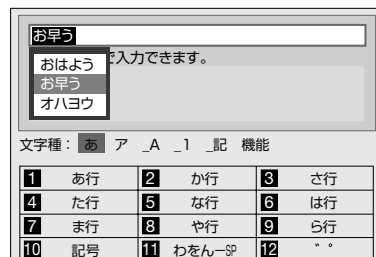 お早う
で入力できます。
おはよう
お早う
オハヨウ
文字種： あ ア _A _1 _記 機能
1 あ行 2 か行 3 さ行
4 た行 5 な行 6 は行
7 ま行 8 や行 9 ら行
10 記号 11 わをんーSP 12 ゛゜